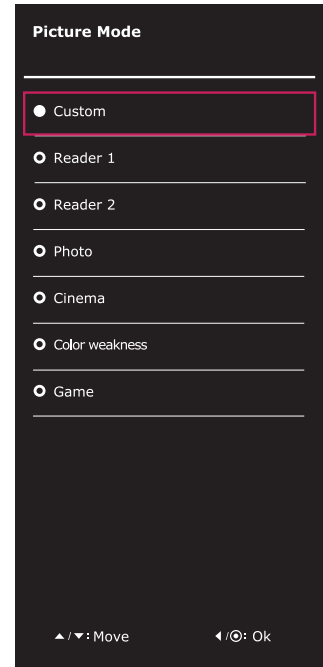 Picture Mode
Custom
Reader 1
Reader 2
Photo
Cinema
Color weakness
Game
▲/▼: Move ◀/◉: Ok